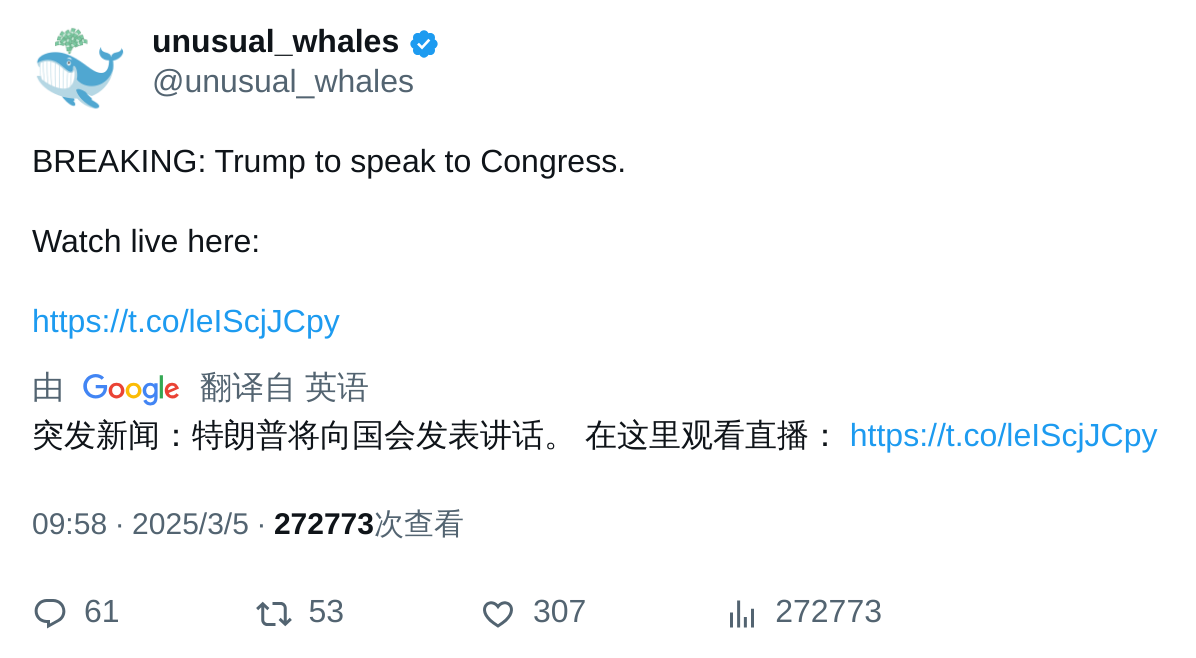 unusual_whales
@unusual_whales
BREAKING: Trump to speak to Congress.
Watch live here:
https://t.co/leIScjJCpy
由 Google 翻译自 英语
突发新闻：特朗普将向国会发表讲话。 在这里观看直播： https://t.co/leIScjJCpy
09:58 · 2025/3/5 · 272773次查看
61 53 307 272773